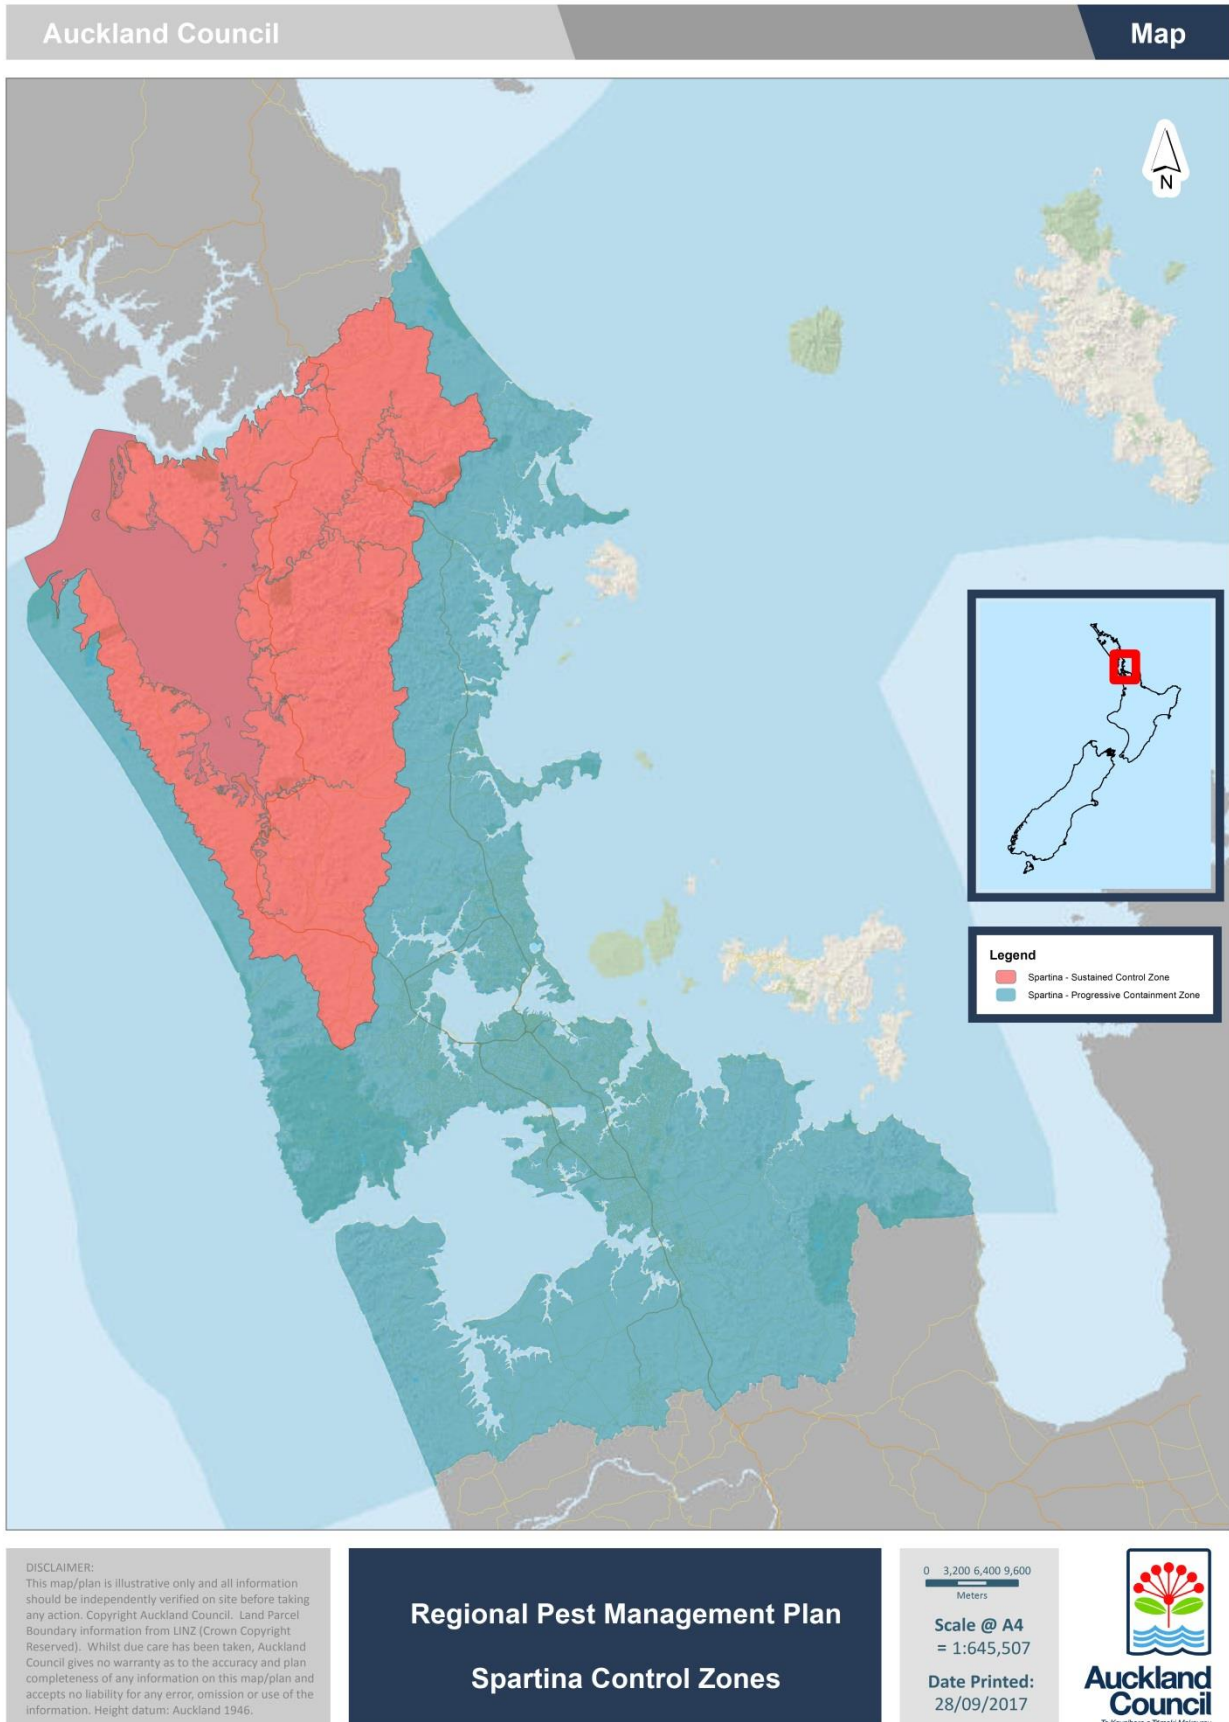 Auckland Council
Map
N
Legend
Spartina - Sustained Control Zone
Spartina - Progressive Containment Zone
DISCLAIMER:
This map/plan is illustrative only and all information
should be independently verified on site before taking
any action. Copyright Auckland Council. Land Parcel
Boundary information from LINZ (Crown Copyright
Reserved). Whilst due care has been taken, Auckland
Council gives no warranty as to the accuracy and plan
completeness of any information on this map/plan and
accepts no liability for any error, omission or use of the
information. Height datum: Auckland 1946.
Regional Pest Management Plan
Spartina Control Zones
0 3,200 6,400 9,600
Meters
Scale @ A4
= 1:645,507
Date Printed:
28/09/2017
Auckland
Council